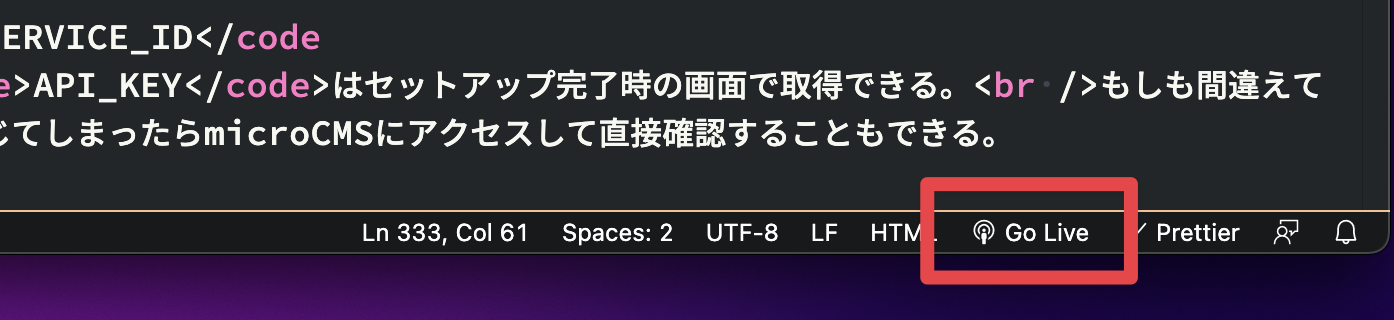 ERVICE_ID</code
e>API_KEY</code>はセットアップ完了時の画面で取得できる。<br />もしも間違えて
じてしまったらmicroCMSにアクセスして直接確認することもできる。
Ln 333, Col 61 Spaces: 2 UTF-8 LF HTML Go Live ✓ Prettier